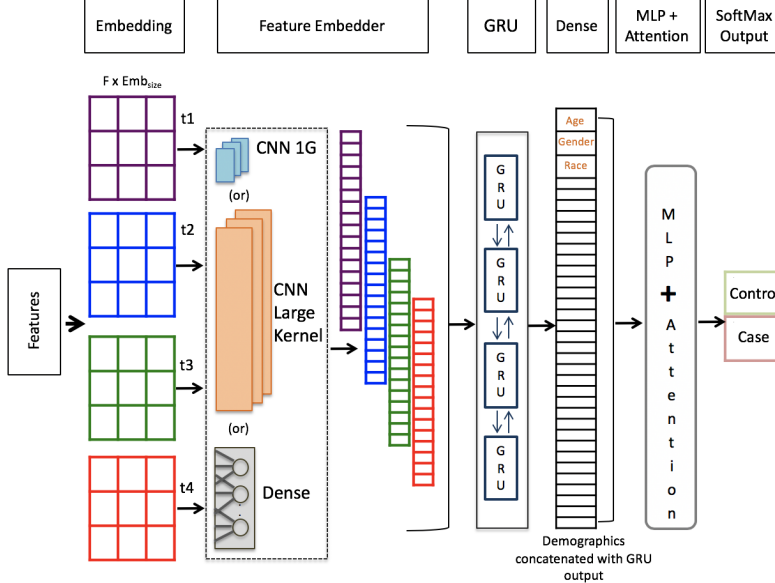 Embedding
Feature Embedder
GRU
Dense
MLP +
Attention
SoftMax
Output
F x Emb size
t1
t2
t3
t4
Features
CNN 1G
(or)
CNN
Large
Kernel
(or)
Dense
G
R
U
G
R
U
G
R
U
G
R
U
Age
Gender
Race
Demographics
concatenated with GRU
output
M
L
P
+
A
t
t
e
n
t
i
o
n
Contro
Case